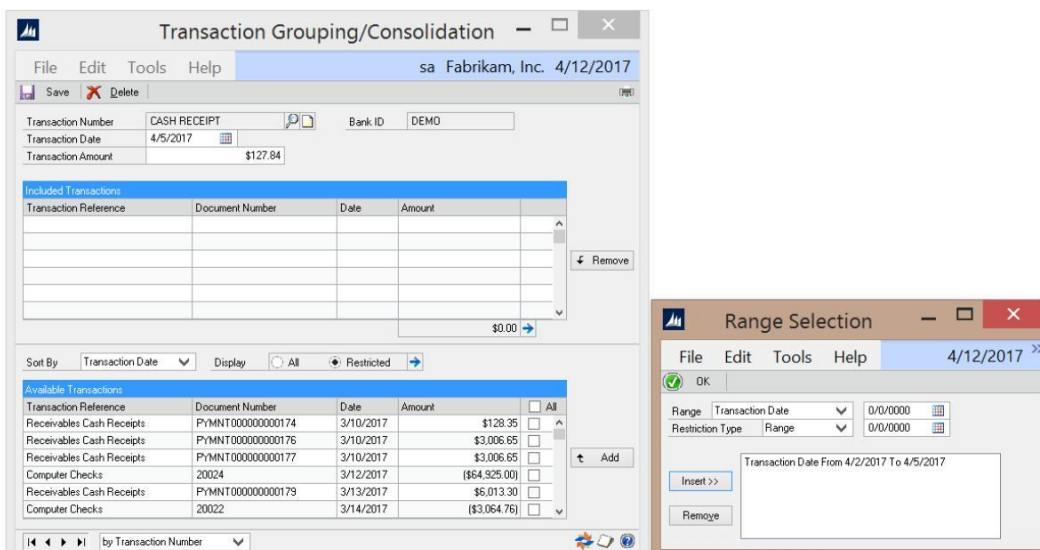 Transaction Grouping/Consolidation
File Edit Tools Help sa Fabrikam, Inc. 4/12/2017
Save Delete
Transaction Number CASH RECEIPT Bank ID DEMO
Transaction Date 4/5/2017
Transaction Amount $127.84
Included Transactions
Transaction Reference Document Number Date Amount
Remove
$0.00
Sort By Transaction Date Display All Restricted
Available Transactions
Transaction Reference Document Number Date Amount All
Receivables Cash Receipts PYMNT000000000174 3/10/2017 $128.35
Receivables Cash Receipts PYMNT000000000176 3/10/2017 $3,006.65
Receivables Cash Receipts PYMNT000000000177 3/10/2017 $3,006.65
Add
Computer Checks 20024 3/12/2017 ($64,925.00)
Receivables Cash Receipts PYMNT000000000179 3/13/2017 $6,013.30
Computer Checks 20022 3/14/2017 ($3,064.76)
by Transaction Number
Range Selection
File Edit Tools Help 4/12/2017 »
OK
Range Transaction Date 0/0/0000
Restriction Type Range 0/0/0000
Transaction Date From 4/2/2017 To 4/5/2017
Insert >>
Remove